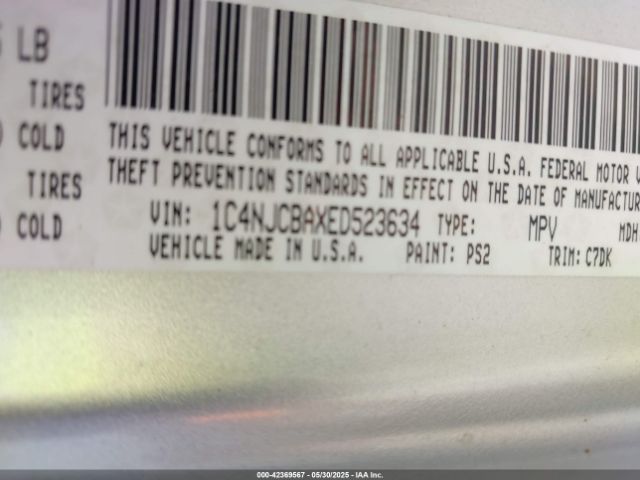 LB
TIRES
COLD
TIRES
COLD
THIS VEHICLE CONFORMS TO ALL APPLICABLE U.S.A. FEDERAL MOTOR V
THEFT PREVENTION STANDARDS IN EFFECT ON THE DATE OF MANUFACTUR
VIN: 1C4NJCBAXED523634 TYPE: MPV MDH
VEHICLE MADE IN U.S.A. PAINT: PS2 TRIM: C7DK
000-42369567 - 05/30/2025 - IAA Inc.